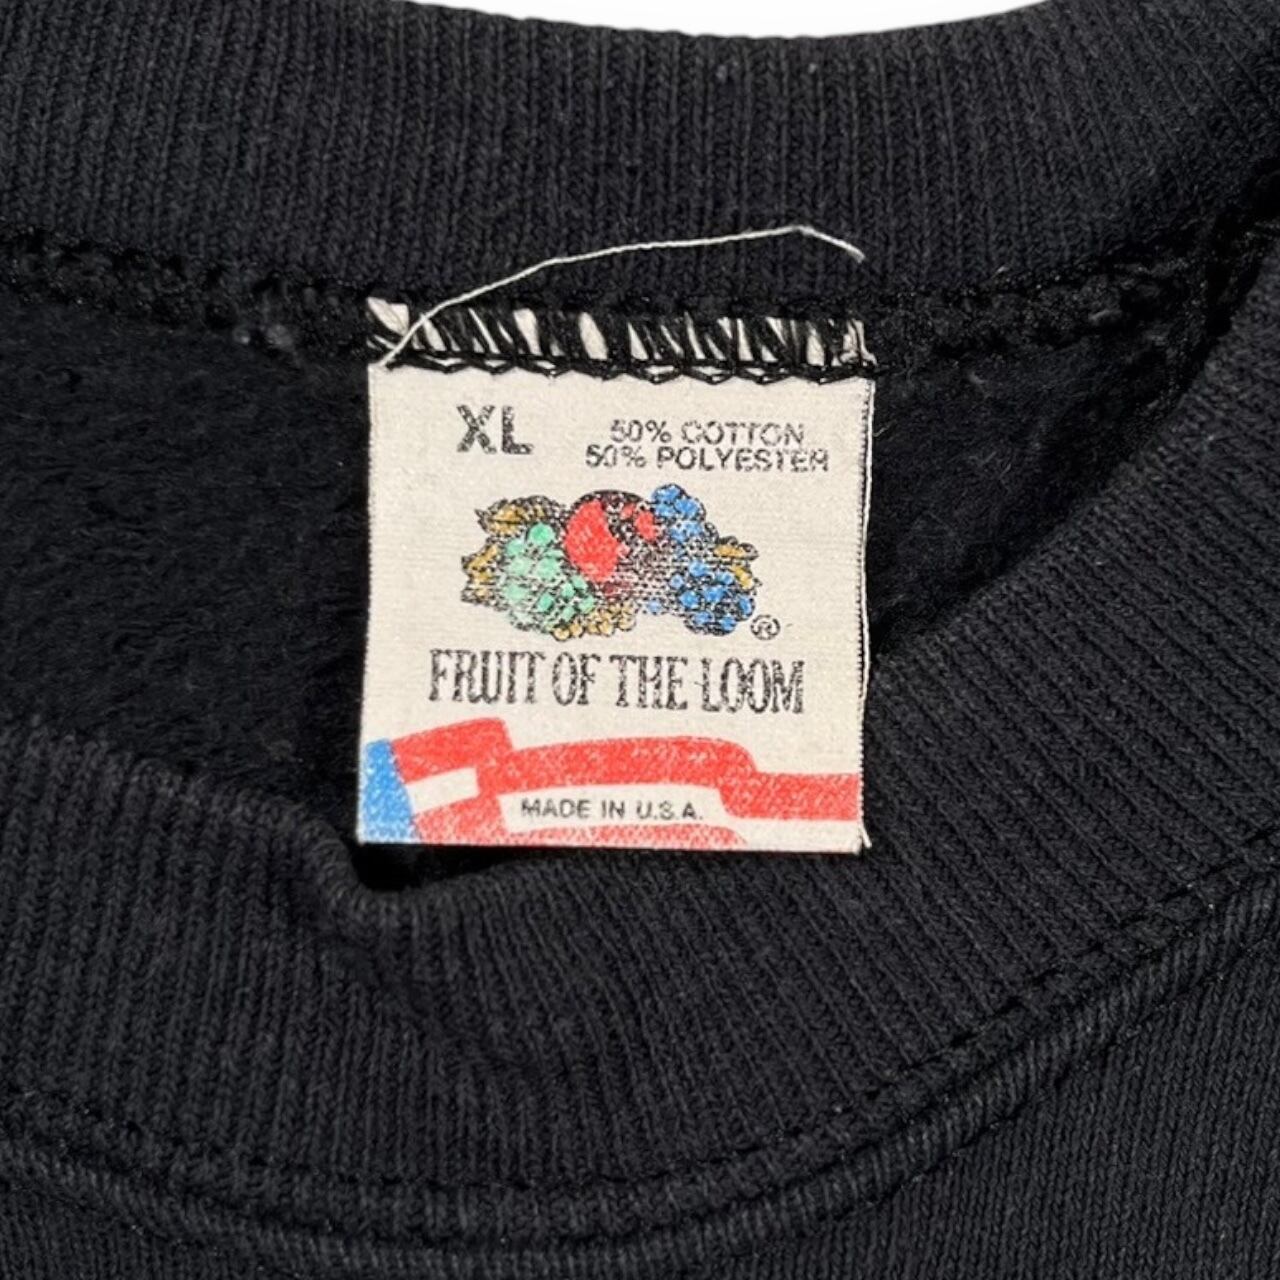 XL
50% COTTON
50% POLYESTER
®
FRUIT OF THE LOOM
MADE IN U.S.A.